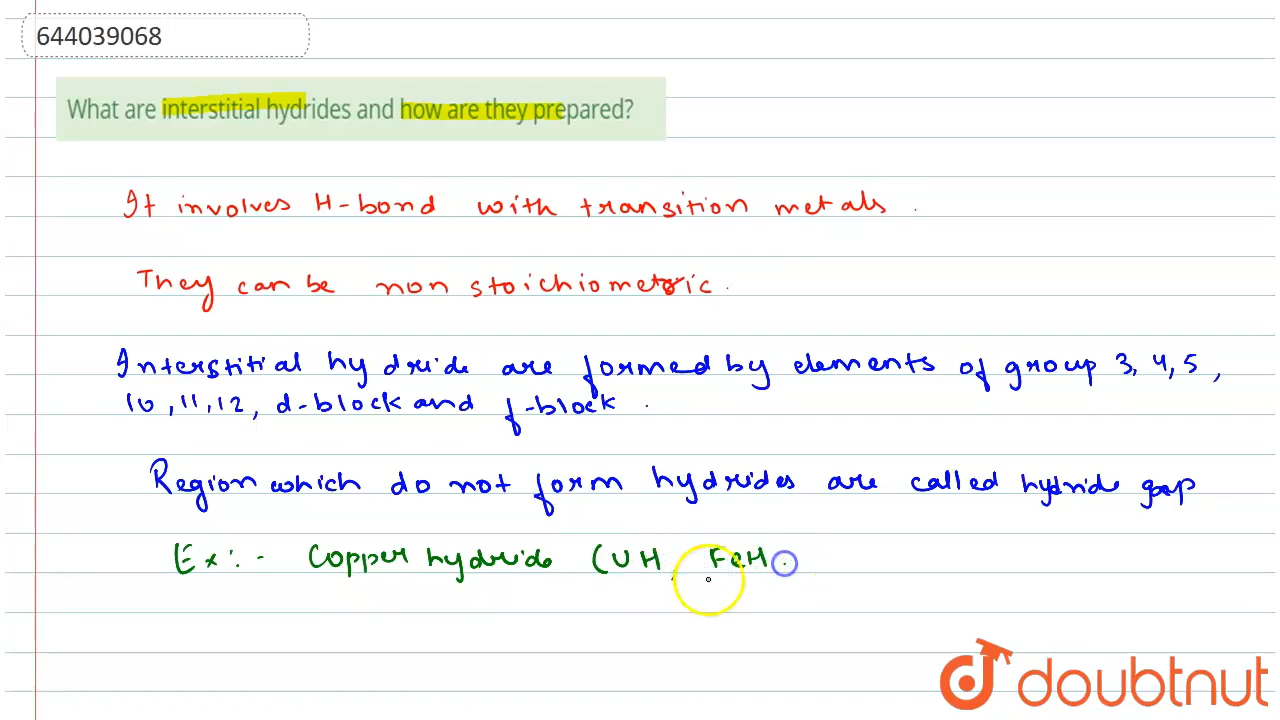 644039068
What are interstitial hydrides and how are they prepared?
It involves H-bond with transition metals.
They can be non stoichiometric.
Interstitial hydride are formed by elements of group 3, 4, 5,
10, 11, 12, d-block and f-block.
Region which do not form hydrides are called hydride gap
Ex:- Copper hydride CUH, FeH.
doubtnut